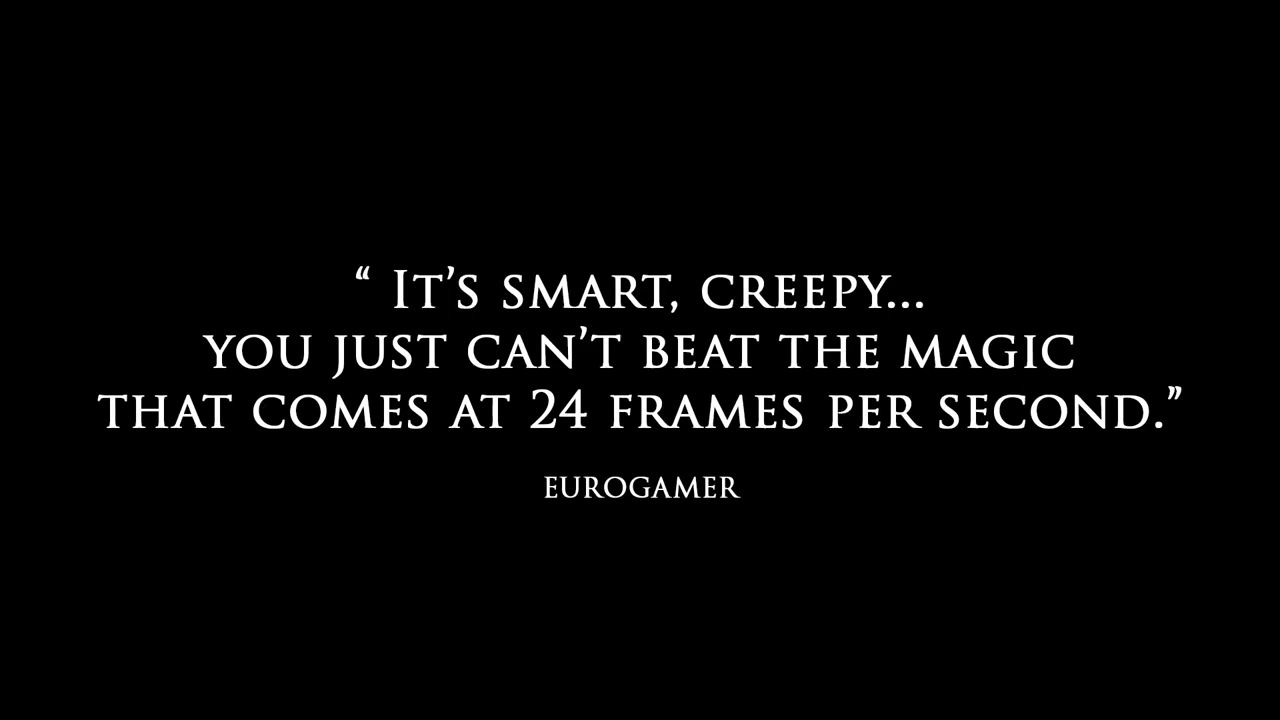 “ It’s smart, creepy...
you just can’t beat the magic
that comes at 24 frames per second.”
eurogamer